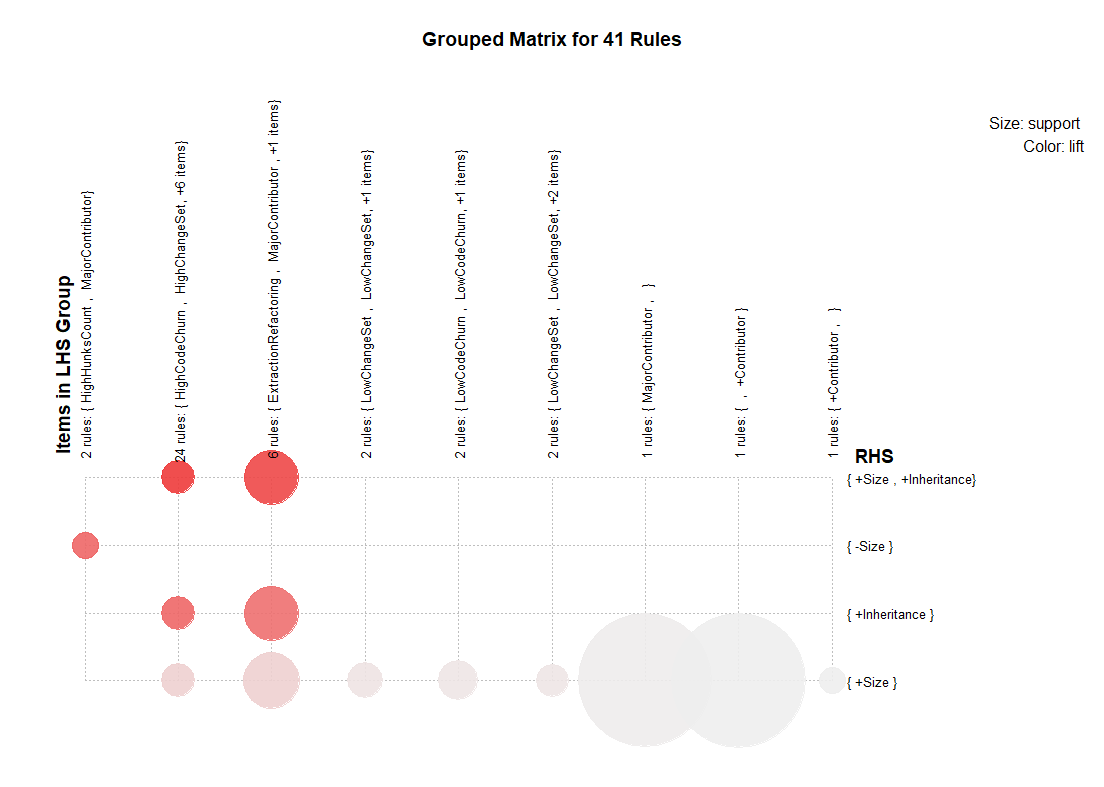 Grouped Matrix for 41 Rules
Size: support
Color: lift
Items in LHS Group
2 rules: { HighHunksCount , MajorContributor}
24 rules: { HighCodeChurn , HighChangeSet, +6 items}
6 rules: { ExtractionRefactoring , MajorContributor , +1 items}
2 rules: { LowChangeSet , LowChangeSet, +1 items}
2 rules: { LowCodeChurn , LowCodeChurn, +1 items}
2 rules: { LowChangeSet , LowChangeSet, +2 items}
1 rules: { MajorContributor , }
1 rules: { , +Contributor }
1 rules: { +Contributor , }
RHS
{ +Size , +Inheritance}
{ -Size }
{ +Inheritance }
{ +Size }